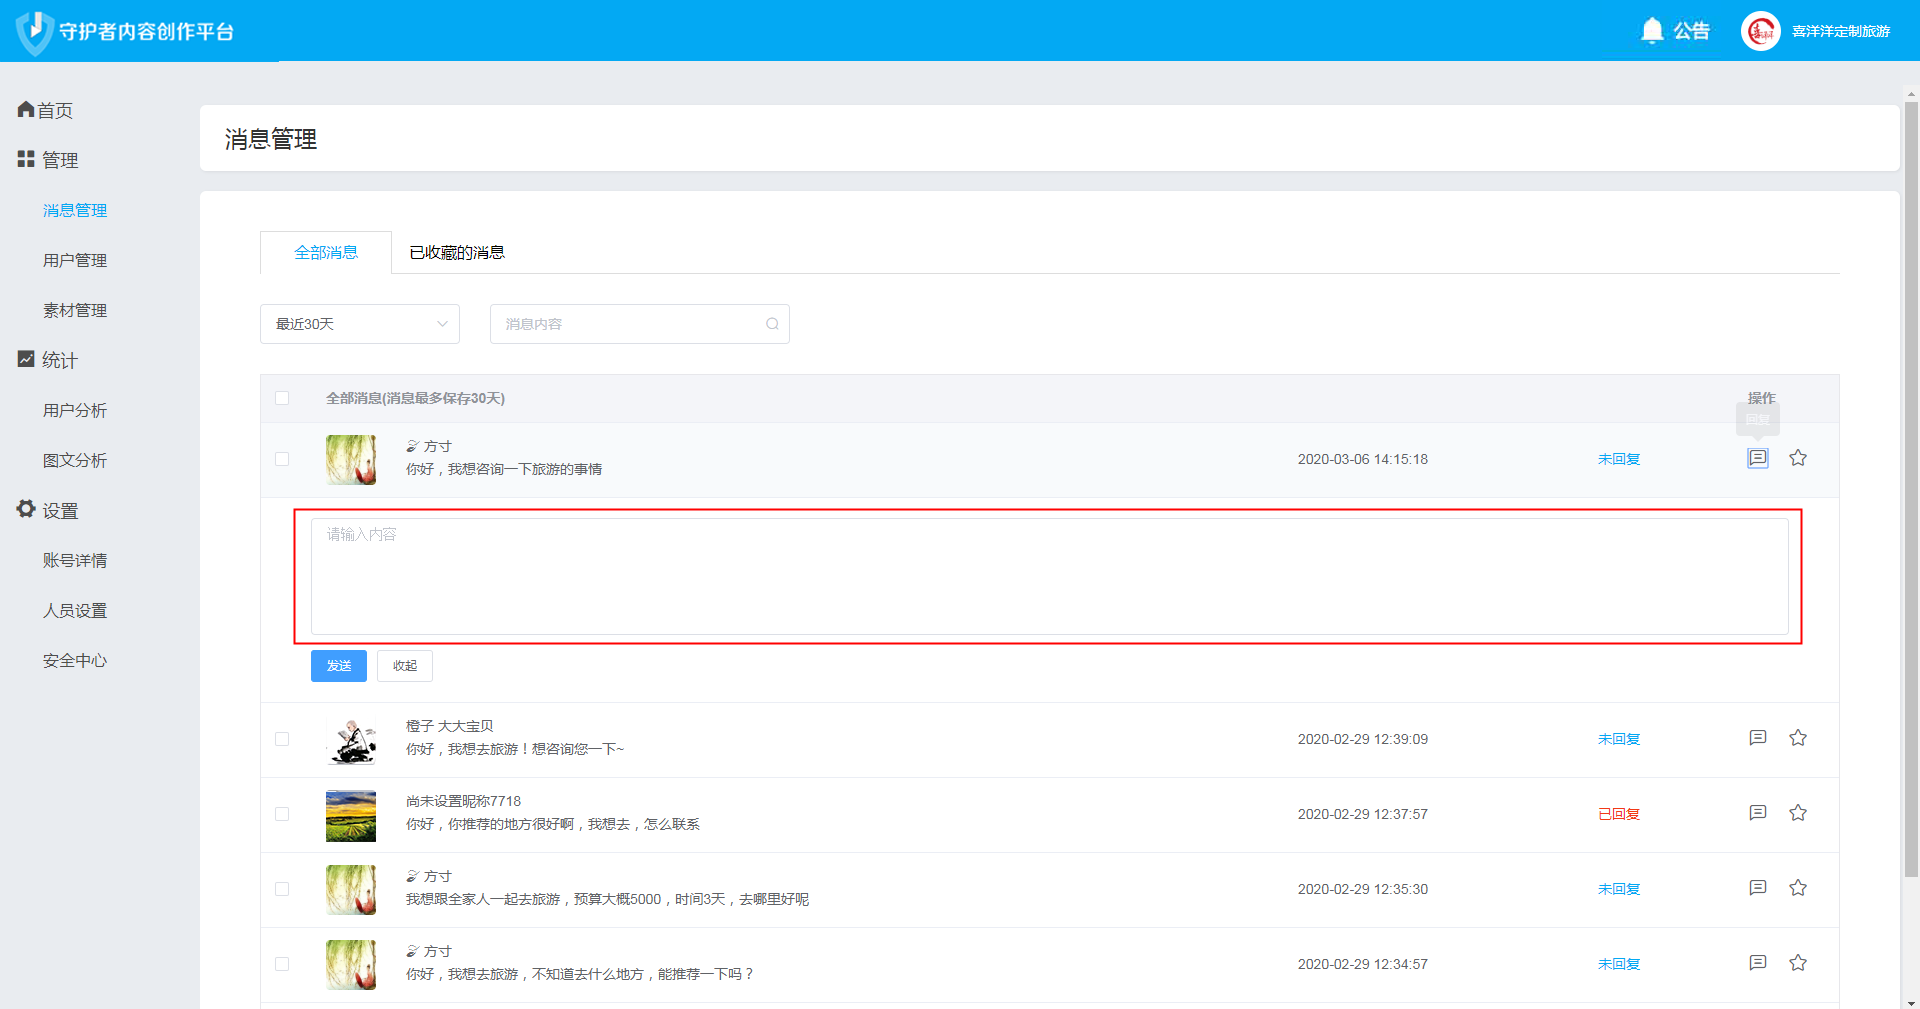 守护者内容创作平台
公告
喜洋洋定制旅游
首页
管理
消息管理
用户管理
素材管理
统计
用户分析
图文分析
设置
账号详情
人员设置
安全中心
消息管理
全部消息
已收藏的消息
最近30天
消息内容
全部消息(消息最多保存30天)
操作
回复
方寸
你好，我想咨询一下旅游的事情
2020-03-06 14:15:18
未回复
请输入内容
发送
收起
橙子 大大宝贝
你好，我想去旅游！想咨询您一下~
2020-02-29 12:39:09
未回复
尚未设置昵称7718
你好，你推荐的地方很好啊，我想去，怎么联系
2020-02-29 12:37:57
已回复
方寸
我想跟全家人一起去旅游，预算大概5000，时间3天，去哪里好呢
2020-02-29 12:35:30
未回复
方寸
你好，我想去旅游，不知道去什么地方，能推荐一下吗？
2020-02-29 12:34:57
未回复